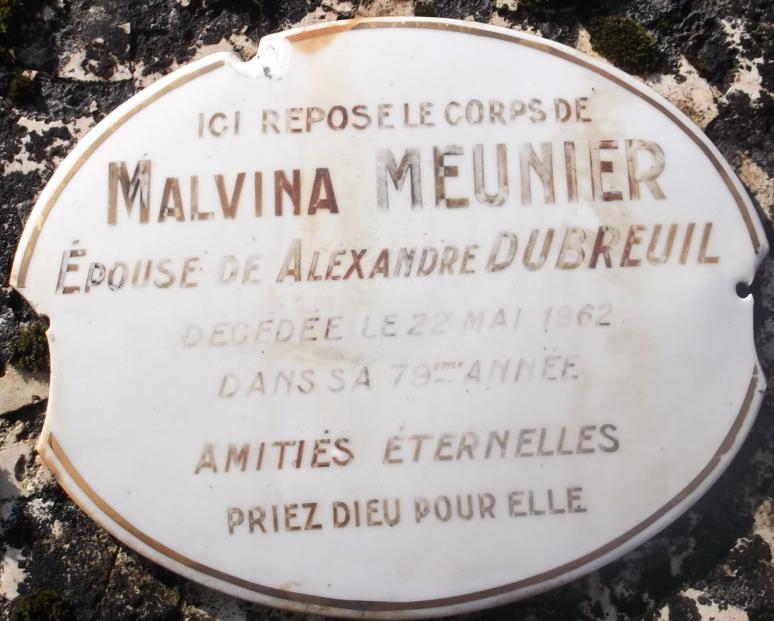 ICI REPOSE LE CORPS DE
MALVINA MEUNIER
ÉPOUSE DE ALEXANDRE DUBREUIL
DÉCÉDÉE LE 22 MAI 1962
DANS SA 79ème ANNÉE
AMITIÉS ÉTERNELLES
PRIEZ DIEU POUR ELLE